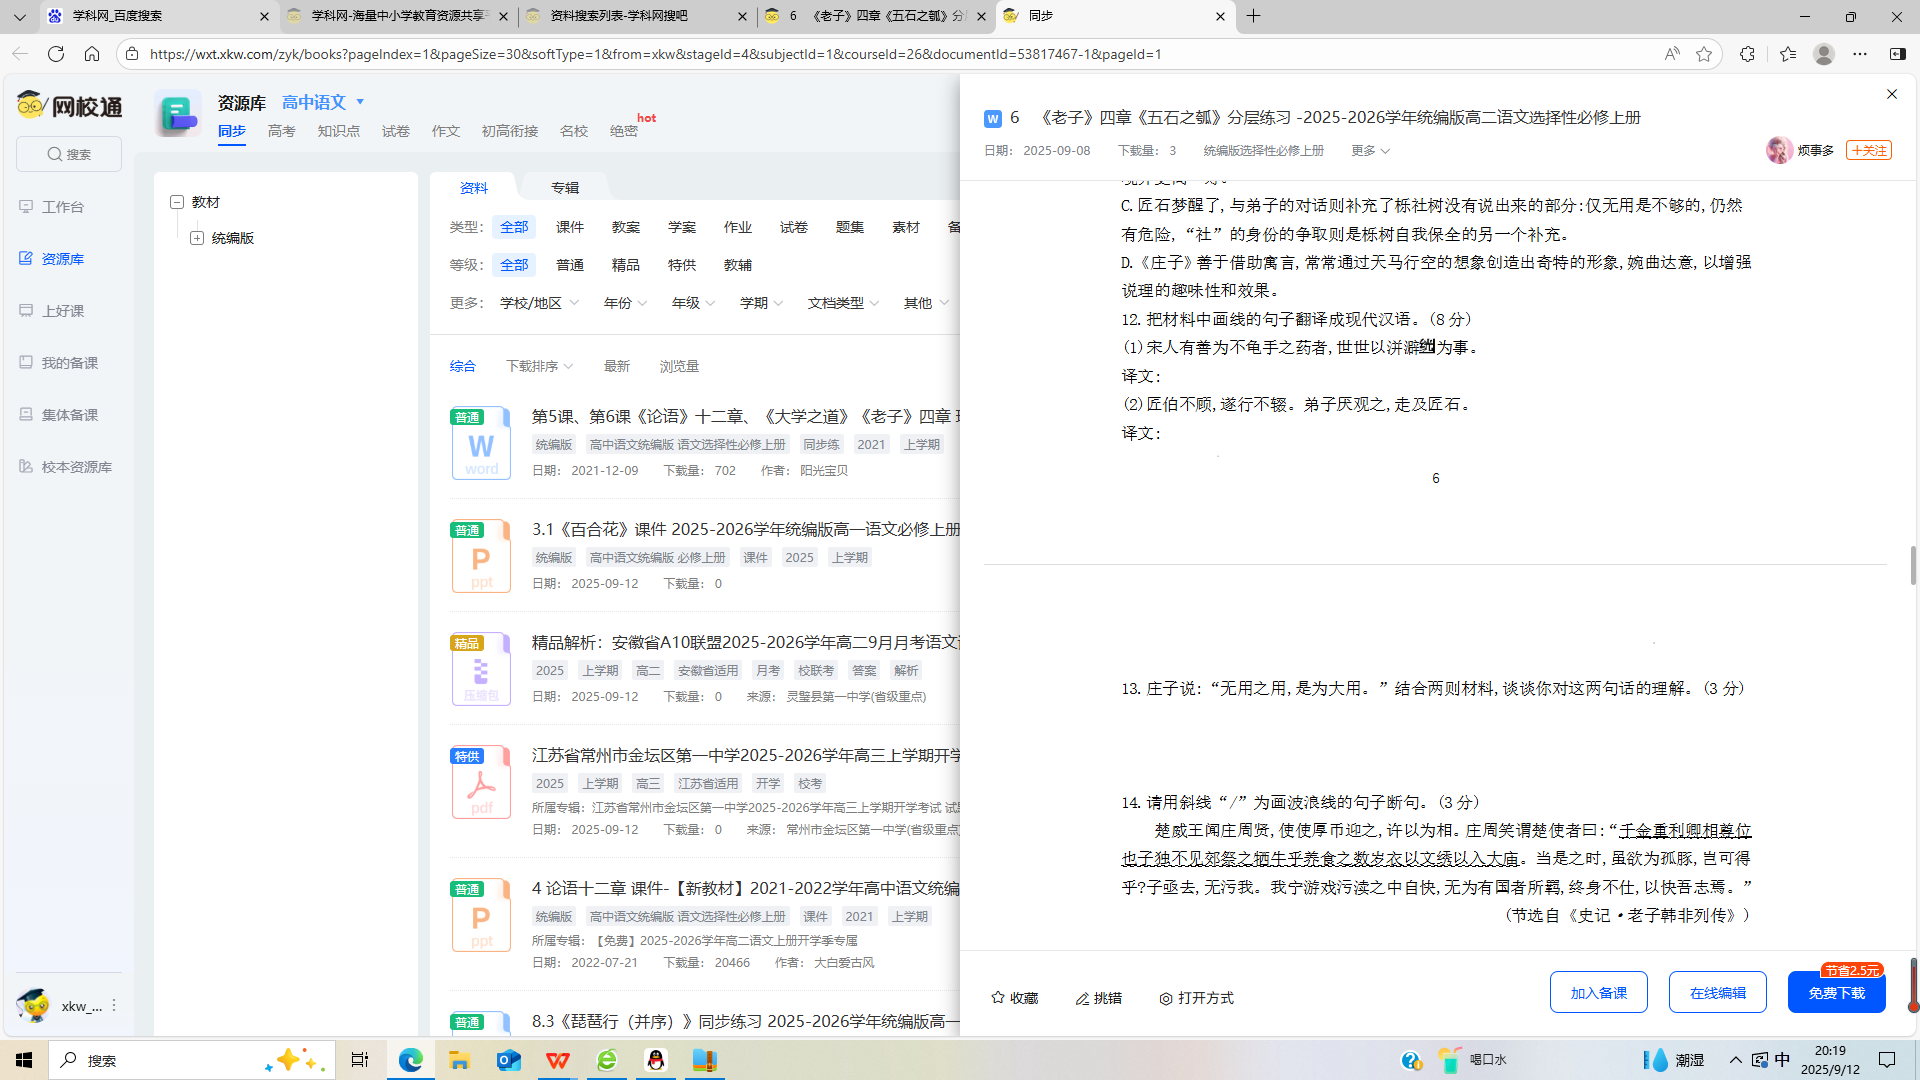 学科网_百度搜索
学科网-海量中小学教育资源共享平
资料搜索列表-学科网搜吧
6 《老子》四章《五石之瓠》分层
同步
https://wxt.xkw.com/zyk/books?pageIndex=1&pageSize=30&softType=1&from=xkw&stageId=4&subjectId=1&courseId=26&documentId=53817467-1&pageId=1
网校通
搜索
工作台
资源库
上好课
我的备课
集体备课
校本资源库
xkw_...
资源库 高中语文
同步 高考 知识点 试卷 作文 初高衔接 名校 绝密 hot
教材
统编版
资料 专辑
类型: 全部 课件 教案 学案 作业 试卷 题集 素材 备
等级: 全部 普通 精品 特供 教辅
更多: 学校/地区 年份 年级 学期 文档类型 其他
综合 下载排序 最新 浏览量
普通 word
第5课、第6课《论语》十二章、《大学之道》《老子》四章
统编版 高中语文统编版 语文选择性必修上册 同步练 2021 上学期
日期: 2021-12-09 下载量: 702 作者: 阳光宝贝
普通 ppt
3.1《百合花》课件 2025-2026学年统编版高一语文必修上册
统编版 高中语文统编版 必修上册 课件 2025 上学期
日期: 2025-09-12 下载量: 0
精品 压缩包
精品解析：安徽省A10联盟2025-2026学年高二9月月考语文
2025 上学期 高二 安徽省适用 月考 校联考 答案 解析
日期: 2025-09-12 下载量: 0 来源: 灵璧县第一中学(省级重点)
特供 pdf
江苏省常州市金坛区第一中学2025-2026学年高三上学期开学
2025 上学期 高三 江苏省适用 开学 校考
所属专辑: 江苏省常州市金坛区第一中学2025-2026学年高三上学期开学考试 试
日期: 2025-09-12 下载量: 0 来源: 常州市金坛区第一中学(省级重点)
普通 ppt
4 论语十二章 课件-【新教材】2021-2022学年高中语文统编
统编版 高中语文统编版 语文选择性必修上册 课件 2021 上学期
所属专辑: 【免费】2025-2026学年高二语文上册开学季专属
日期: 2022-07-21 下载量: 20466 作者: 大白爱古风
普通
8.3《琵琶行（并序）》同步练习 2025-2026学年统编版高一
6 《老子》四章《五石之瓠》分层练习 -2025-2026学年统编版高二语文选择性必修上册
日期: 2025-09-08 下载量: 3 统编版选择性必修上册 更多
烦事多 十关注
C.匠石梦醒了,与弟子的对话则补充了栎社树没有说出来的部分:仅无用是不够的,仍然
有危险,“社”的身份的争取则是栎树自我保全的另一个补充。
D.《庄子》善于借助寓言,常常通过天马行空的想象创造出奇特的形象,婉曲达意,以增强
说理的趣味性和效果。
12.把材料中画线的句子翻译成现代汉语。(8分)
(1)宋人有善为不龟手之药者,世世以洴澼絖为事。
译文:
(2)匠伯不顾,遂行不辍。弟子厌观之,走及匠石。
译文:
6
13.庄子说:“无用之用,是为大用。”结合两则材料,谈谈你对这两句话的理解。(3分)
14.请用斜线“/”为画波浪线的句子断句。(3分)
楚威王闻庄周贤,使使厚币迎之,许以为相。庄周笑谓楚使者曰:“千金重利卿相尊位
也子独不见郊祭之牺牛乎养食之数岁衣以文绣以入大庙。当是之时,虽欲为孤豚,岂可得
乎?子亟去,无污我。我宁游戏污渎之中自快,无为有国者所羁,终身不仕,以快吾志焉。”
(节选自《史记·老子韩非列传》)
收藏 挑错 打开方式
加入备课 在线编辑 免费下载 节省2.5元
搜索
喝口水
潮湿
中
20:19
2025/9/12